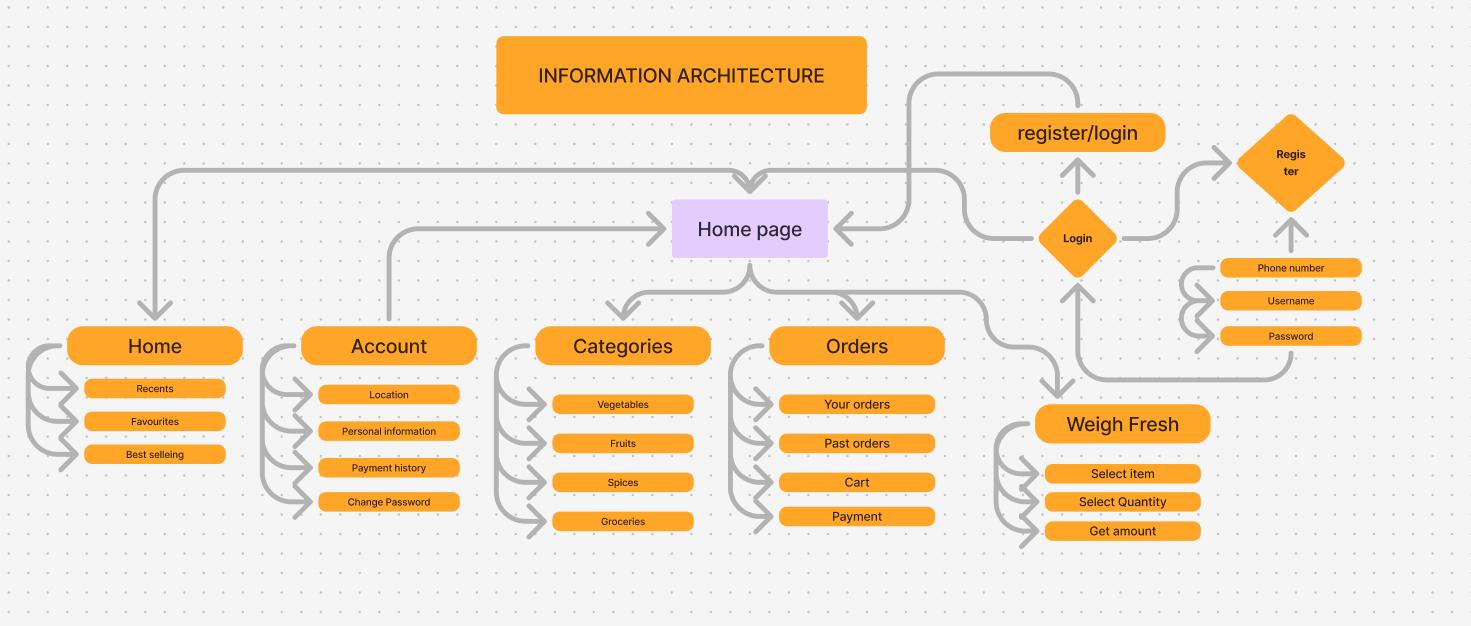 INFORMATION ARCHITECTURE
register/login
Regis
ter
Home page
Login
Phone number
Username
Password
Home
Recents
Favourites
Best selleing
Account
Location
Personal information
Payment history
Change Password
Categories
Vegetables
Fruits
Spices
Groceries
Orders
Your orders
Past orders
Cart
Payment
Weigh Fresh
Select item
Select Quantity
Get amount